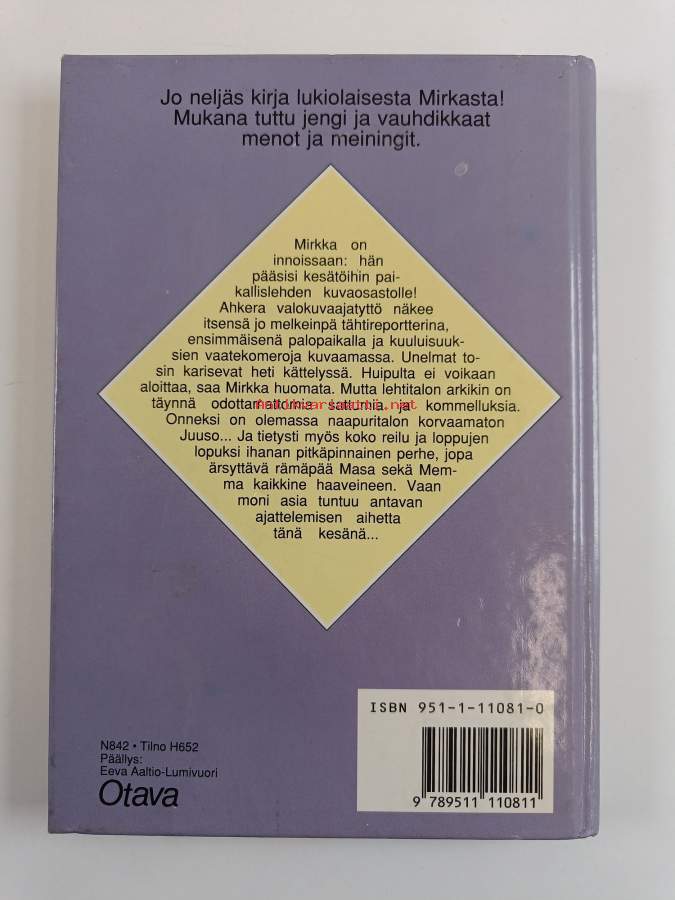 Jo neljäs kirja lukiolaisesta Mirkasta!
Mukana tuttu jengi ja vauhdikkaat
menot ja meiningit.
Mirkka on
innoissaan: hän
pääsisi kesätöihin pai-
kallislehden kuvaosastolle!
Ahkera valokuvaajatyttö näkee
itsensä jo melkeinpä tähtireportterina,
ensimmäisenä palopaikalla ja kuuluisuuk-
sien vaatekomeroja kuvaamassa. Unelmat to-
sin karisevat heti kättelyssä. Huipulta ei voikaan
aloittaa, saa Mirkka huomata. Mutta lehtitalon arkikin on
täynnä odottamattomia sattumia ja kommelluksia.
Antikvariaatti.net
Onneksi on olemassa naapuritalon korvaamaton
Juuso... Ja tietysti myös koko reilu ja loppujen
lopuksi ihanan pitkäpinnainen perhe, jopa
ärsyttävä rämäpää Masa sekä Mem-
ma kaikkine haaveineen. Vaan
moni asia tuntuu antavan
ajattelemisen aihetta
tänä kesänä...
ISBN 951-1-11081-0
9 789511 110811
N842 • Tilno H652
Päällys:
Eeva Aaltio-Lumivuori
Otava